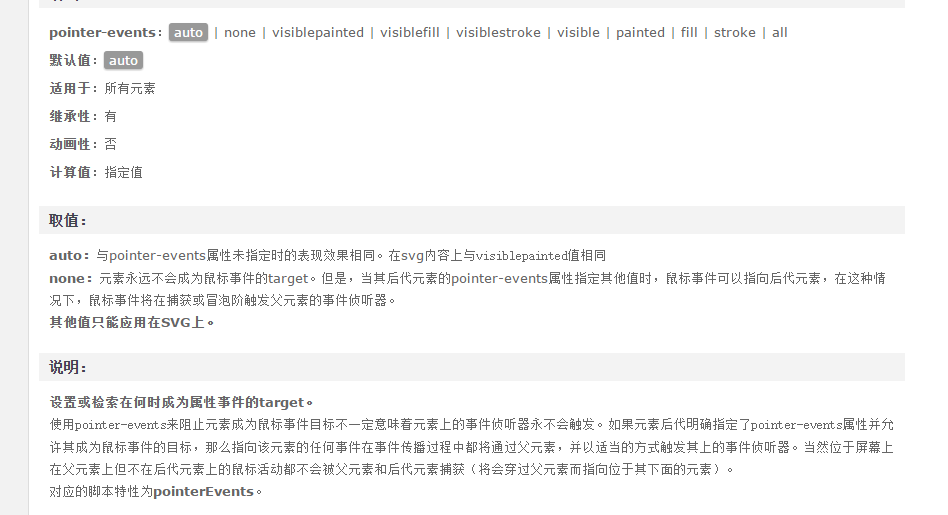 pointer-events：auto | none | visiblepainted | visiblefill | visiblestroke | visible | painted | fill | stroke | all
默认值：auto
适用于：所有元素
继承性：有
动画性：否
计算值：指定值
取值：
auto：与pointer-events属性未指定时的表现效果相同。在svg内容上与visiblepainted值相同
none：元素永远不会成为鼠标事件的target。但是，当其后代元素的pointer-events属性指定其他值时，鼠标事件可以指向后代元素，在这种情
况下，鼠标事件将在捕获或冒泡阶触发父元素的事件侦听器。
其他值只能应用在SVG上。
说明：
设置或检索在何时成为属性事件的target。
使用pointer-events来阻止元素成为鼠标事件目标不一定意味着元素上的事件侦听器永不会触发。如果元素后代明确指定了pointer-events属性并允
许其成为鼠标事件的目标，那么指向该元素的任何事件在事件传播过程中都将通过父元素，并以适当的方式触发其上的事件侦听器。当然位于屏幕上
在父元素上但不在后代元素上的鼠标活动都不会被父元素和后代元素捕获（将会穿过父元素而指向位于其下面的元素）。
对应的脚本特性为pointerEvents。